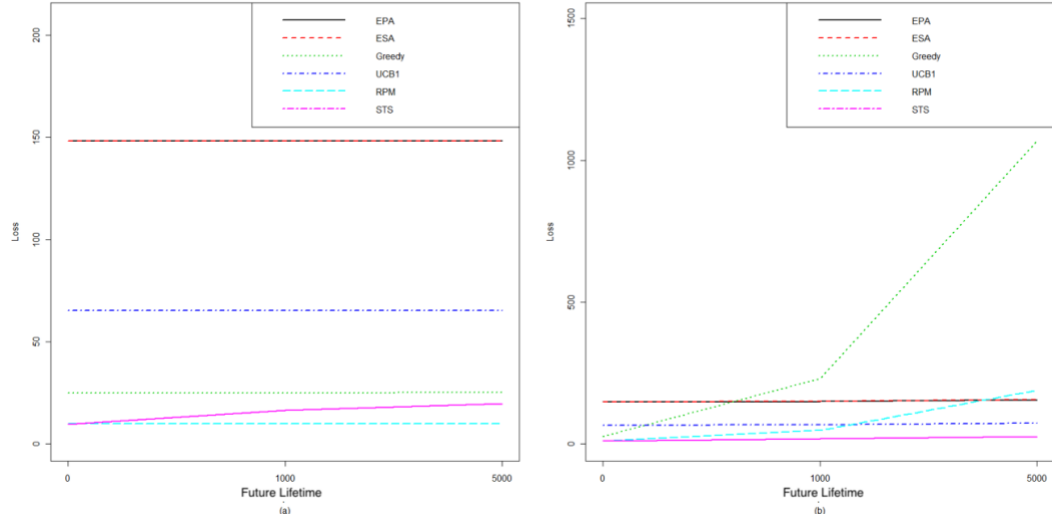 EPA
ESA
Greedy
UCB1
RPM
STS
200
150
100
50
0
Loss
0 1000 5000
Future Lifetime
(a)
EPA
ESA
Greedy
UCB1
RPM
STS
1500
1000
500
0
Loss
0 1000 5000
Future Lifetime
(b)